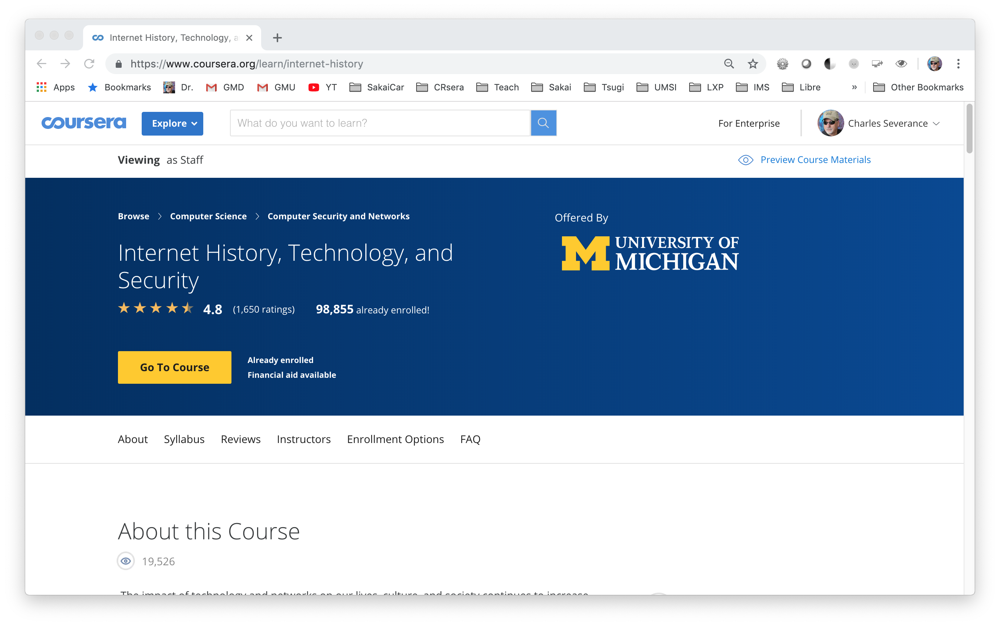 Internet History, Technology, a
https://www.coursera.org/learn/internet-history
Apps Bookmarks Dr. GMD GMU YT SakaiCar CRsera Teach Sakai Tsugi UMSI LXP IMS Libre » Other Bookmarks
coursera Explore What do you want to learn? For Enterprise Charles Severance
Viewing as Staff Preview Course Materials
Browse > Computer Science > Computer Security and Networks
Offered By
Internet History, Technology, and
Security
M UNIVERSITY OF
MICHIGAN
4.8 (1,650 ratings) 98,855 already enrolled!
Go To Course
Already enrolled
Financial aid available
About Syllabus Reviews Instructors Enrollment Options FAQ
About this Course
19,526
The impact of technology and networks on our lives, culture, and society continues to increase.